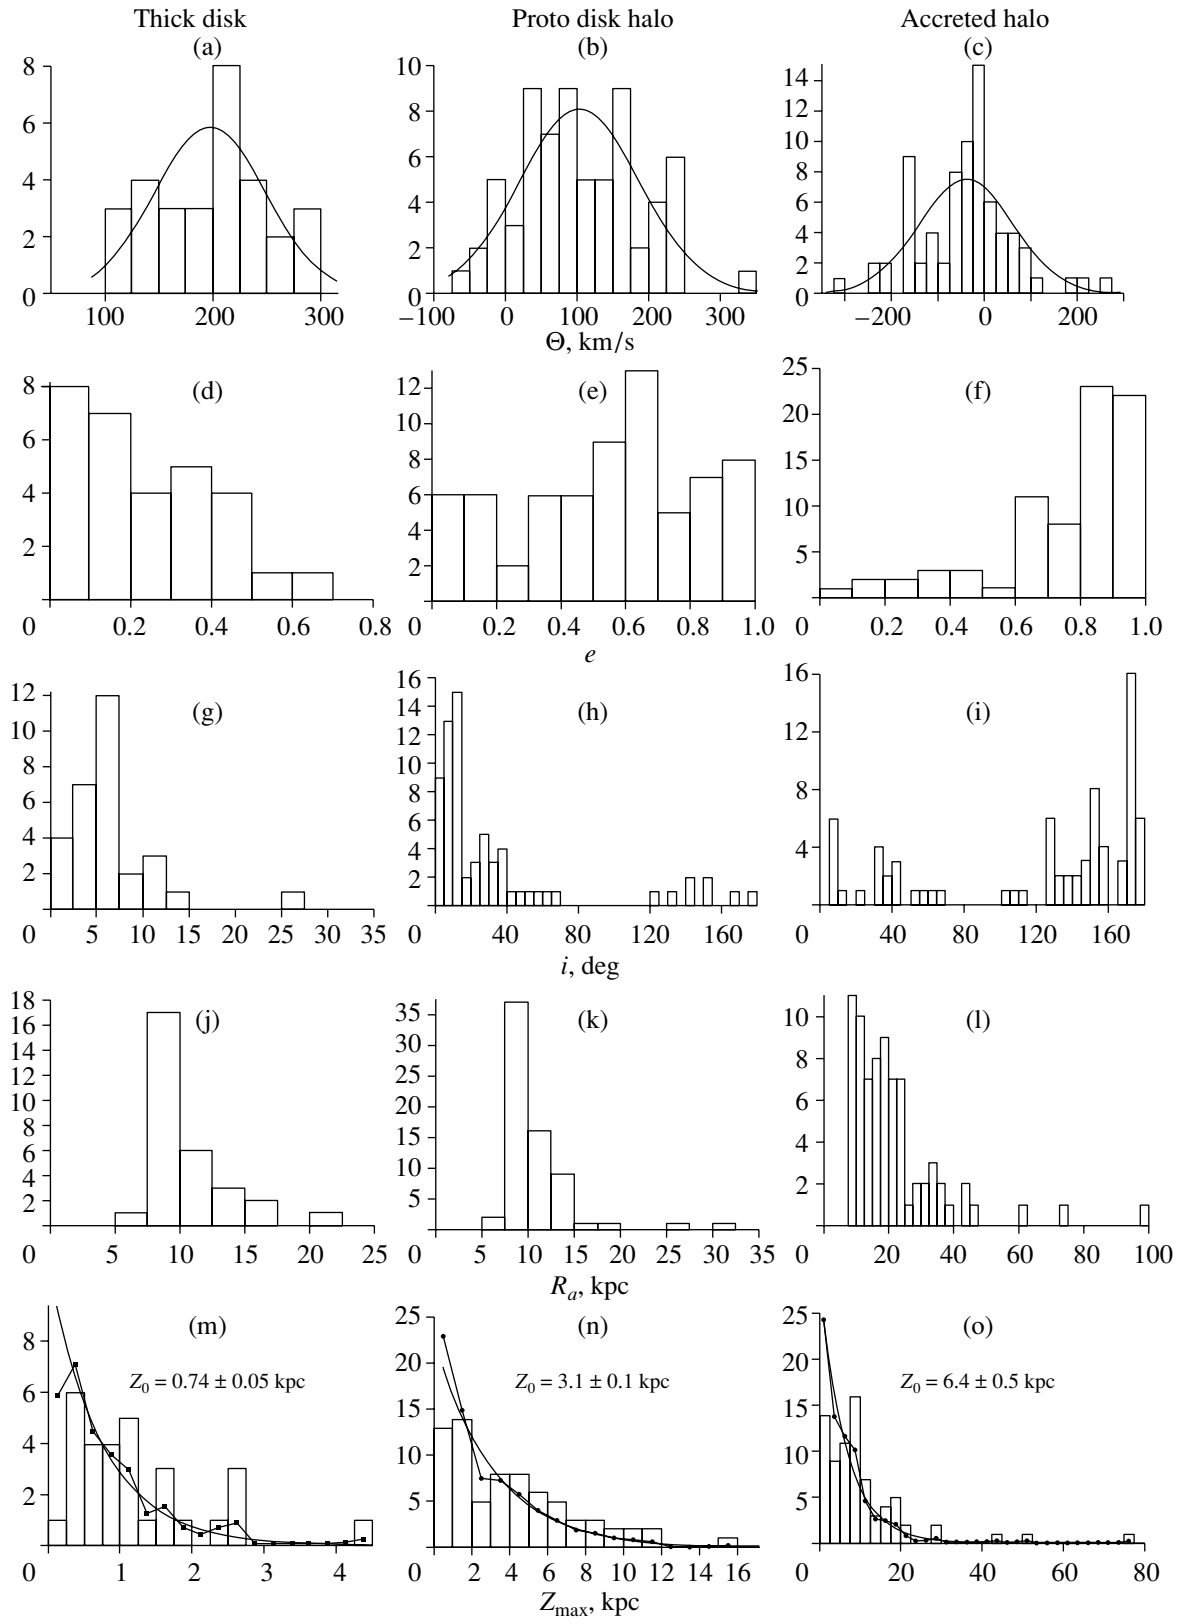 Thick disk Proto disk halo Accreted halo
(a) (b) (c)
8 6 4 2 0
100 200 300
10 8 6 4 2 0
–100 0 100 200 300
14 12 10 8 6 4 2 0
–200 0 200
Θ, km/s
(d) (e) (f)
8 6 4 2 0
0.2 0.4 0.6 0.8
12 10 8 6 4 2 0
0.2 0.4 0.6 0.8 1.0
25 20 15 10 5 0
0.2 0.4 0.6 0.8 1.0
e
(g) (h) (i)
12 10 8 6 4 2 0
5 10 15 20 25 30 35
16 14 12 10 8 6 4 2 0
40 80 120 160
16 12 8 4 0
40 80 120 160
i, deg
(j) (k) (l)
18 16 14 12 10 8 6 4 2 0
5 10 15 20 25
35 30 25 20 15 10 5 0
5 10 15 20 25 30 35
10 8 6 4 2 0
20 40 60 80 100
Rₐ, kpc
(m) (n) (o)
Z₀ = 0.74 ± 0.05 kpc Z₀ = 3.1 ± 0.1 kpc Z₀ = 6.4 ± 0.5 kpc
8 6 4 2 0
1 2 3 4
25 20 15 10 5 0
2 4 6 8 10 12 14 16
25 20 15 10 5 0
20 40 60 80
Zmax, kpc